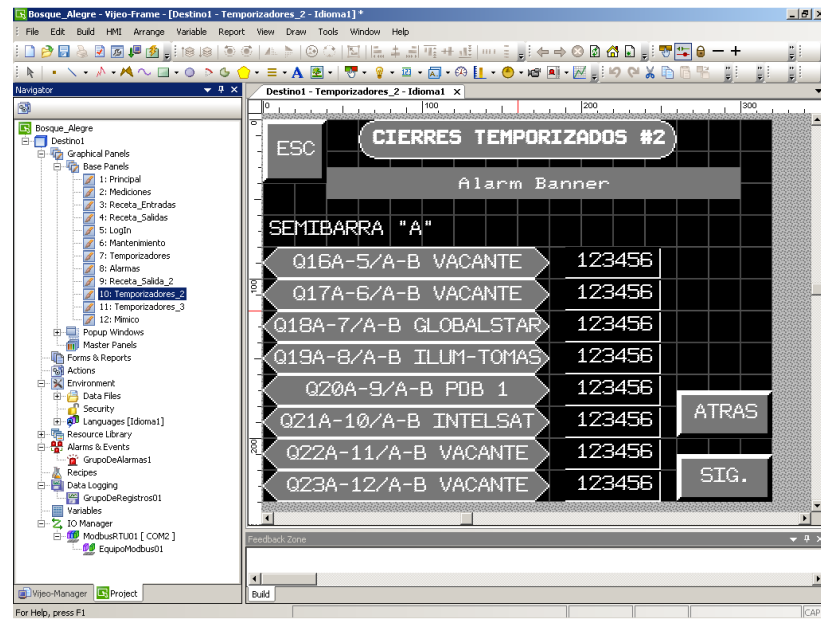 Bosque_Alegre - Vijeo-Frame - [Destino1 - Temporizadores_2 - Idioma1] *
File Edit Build HMI Arrange Variable Report View Draw Tools Window Help
Navigator
Bosque_Alegre
Destino1
Graphical Panels
Base Panels
1: Principal
2: Mediciones
3: Receta_Entradas
4: Receta_Salidas
5: LogIn
6: Mantenimiento
7: Temporizadores
8: Alarmas
9: Receta_Salida_2
10: Temporizadores_2
11: Temporizadores_3
12: Mimico
Popup Windows
Master Panels
Forms & Reports
Actions
Environment
Data Files
Security
Languages [Idioma1]
Resource Library
Alarms & Events
GrupoDeAlarmas1
Recipes
Data Logging
GrupoDeRegistros01
Variables
IO Manager
ModbusRTU01 [ COM2 ]
EquipoModbus01
Vijeo-Manager Project
Destino1 - Temporizadores_2 - Idioma1
0 100 200 300
0
100
200
ESC
CIERRES TEMPORIZADOS #2
Alarm Banner
SEMIBARRA "A"
Q16A-5/A-B VACANTE 123456
Q17A-6/A-B VACANTE 123456
Q18A-7/A-B GLOBALSTAR 123456
Q19A-8/A-B ILUM-TOMAS 123456
Q20A-9/A-B PDB 1 123456
Q21A-10/A-B INTELSAT 123456
Q22A-11/A-B VACANTE 123456
Q23A-12/A-B VACANTE 123456
ATRAS
SIG.
Feedback Zone
Build
For Help, press F1
CAP